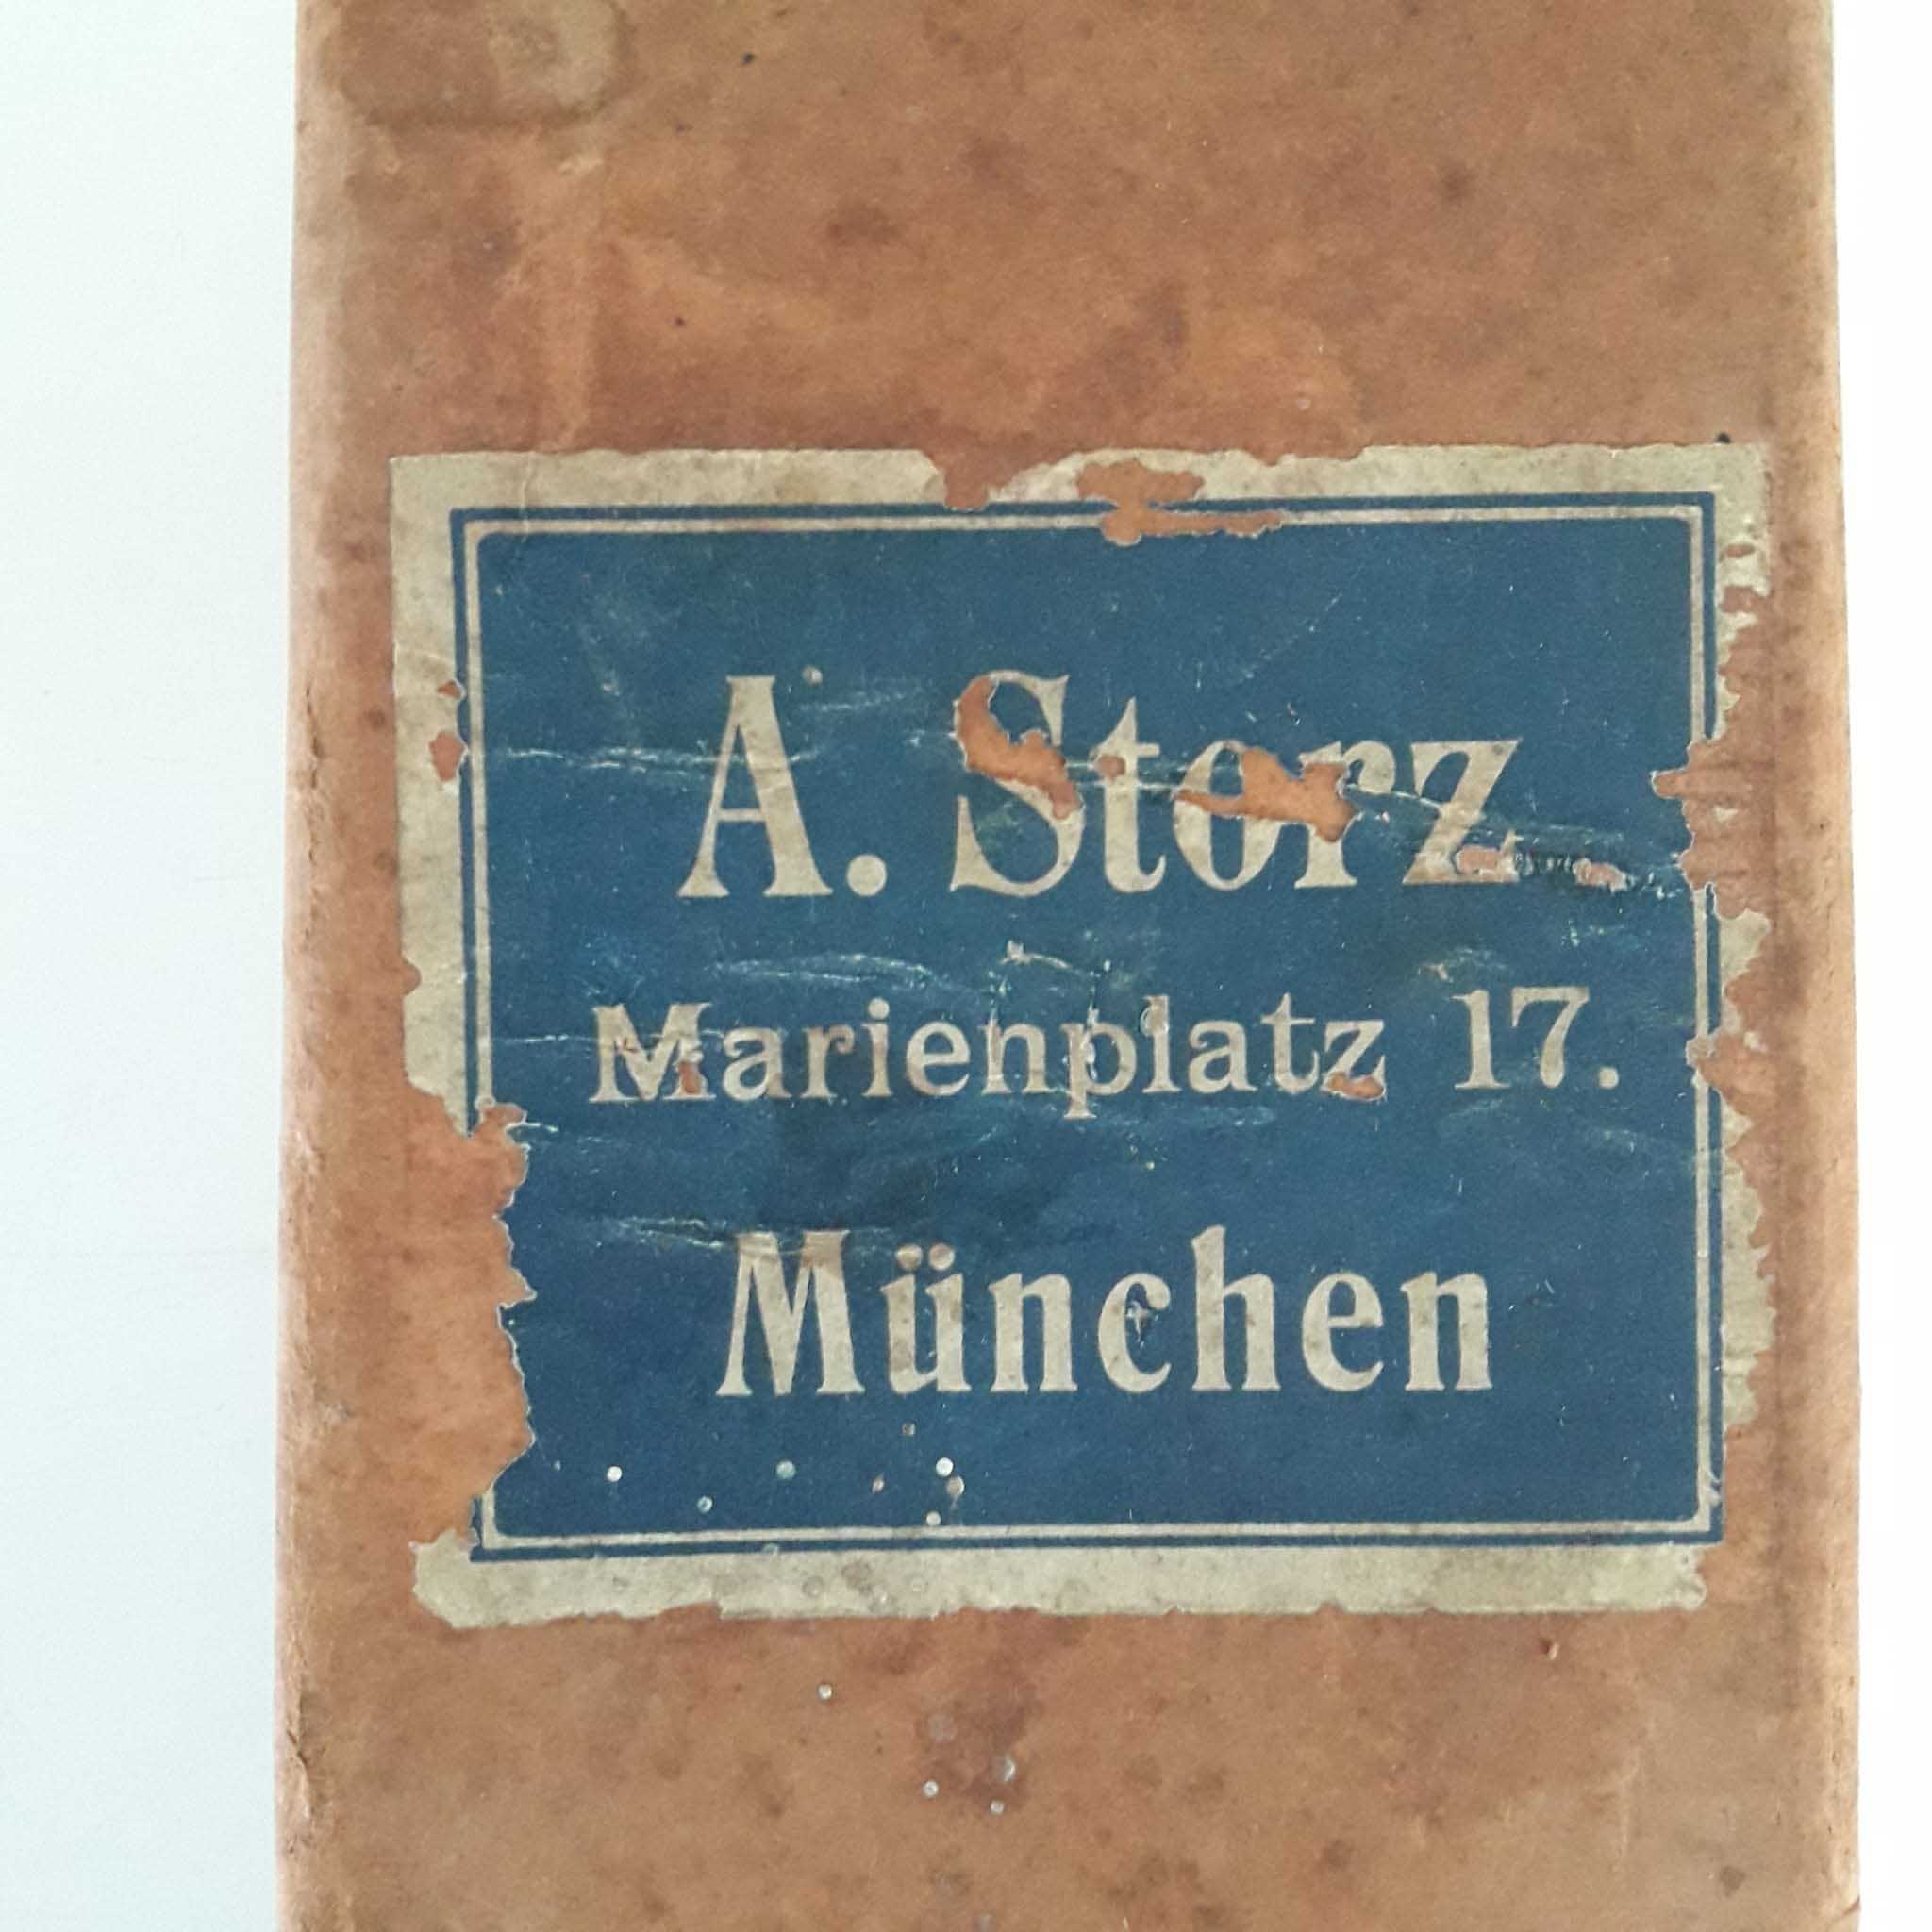 A. Storz
Marienplatz 17.
München